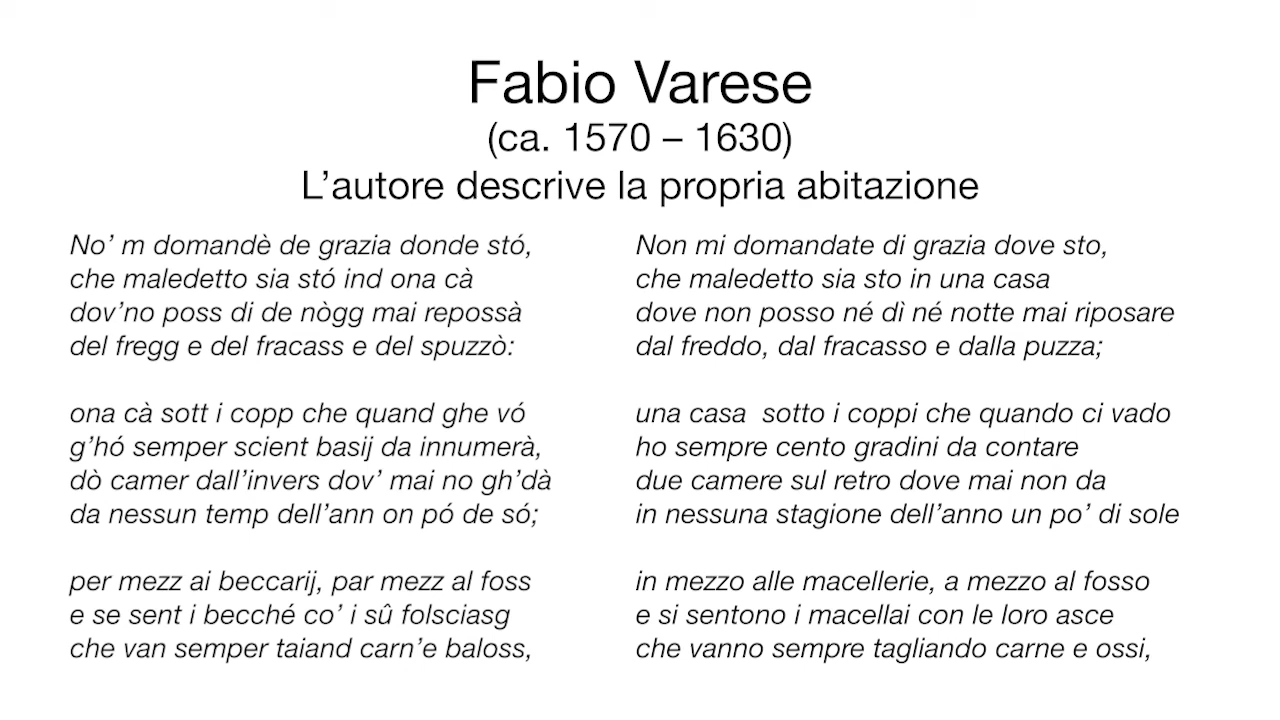 Fabio Varese
(ca. 1570 – 1630)
L’autore descrive la propria abitazione
No’ m domandè de grazia donde stó,
che maledetto sia stó ind ona cà
dov’no poss di de nògg mai repossà
del fregg e del fracass e del spuzzò:
ona cà sott i copp che quand ghe vó
g’hó semper scient basij da innumerà,
dò camer dall’invers dov’ mai no gh’dà
da nessun temp dell’ann on pó de só;
per mezz ai beccarij, par mezz al foss
e se sent i becché co’ i sû folsciasg
che van semper taiand carn’e baloss,
Non mi domandate di grazia dove sto,
che maledetto sia sto in una casa
dove non posso né dì né notte mai riposare
dal freddo, dal fracasso e dalla puzza;
una casa  sotto i coppi che quando ci vado
ho sempre cento gradini da contare
due camere sul retro dove mai non da
in nessuna stagione dell’anno un po’ di sole
in mezzo alle macellerie, a mezzo al fosso
e si sentono i macellai con le loro asce
che vanno sempre tagliando carne e ossi,